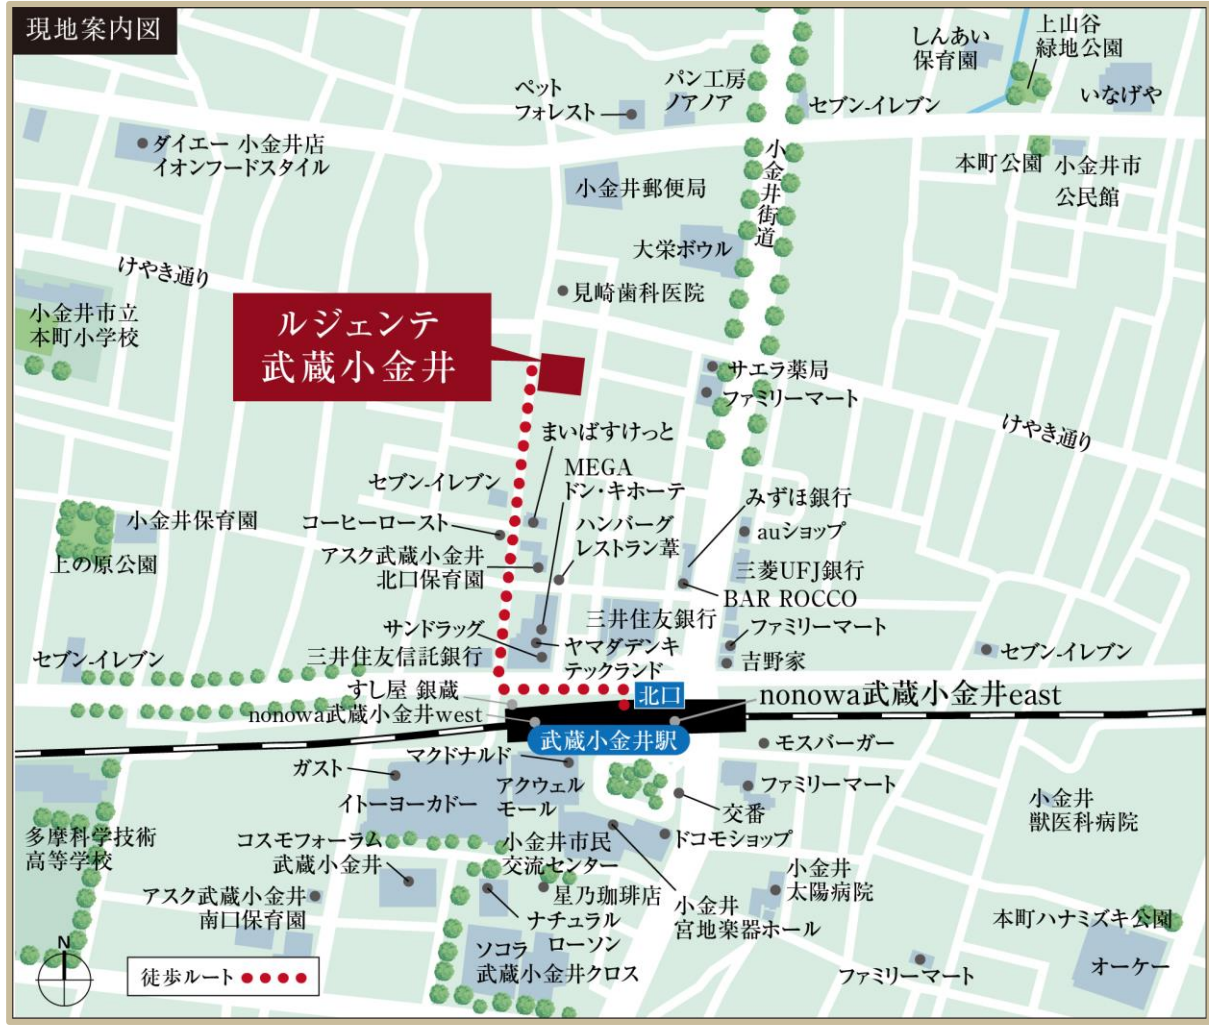 現地案内図
しんあい
保育園
上山谷
緑地公園
ペット
フォレスト
パン工房
ノアノア
セブン-イレブン
いなげや
ダイエー 小金井店
イオンフードスタイル
小金井街道
本町公園
小金井市
公民館
小金井郵便局
大栄ボウル
けやき通り
見崎歯科医院
小金井市立
本町小学校
ルジェンテ
武蔵小金井
サエラ薬局
ファミリーマート
けやき通り
まいばすけっと
MEGA
ドン・キホーテ
セブン-イレブン
みずほ銀行
コーヒーロースト
ハンバーグ
レストラン葦
auショップ
小金井保育園
上の原公園
アスク武蔵小金井
北口保育園
三菱UFJ銀行
BAR ROCCO
三井住友銀行
サンドラッグ
ファミリーマート
ヤマダデンキ
テックランド
セブン-イレブン
三井住友信託銀行
吉野家
セブン-イレブン
すし屋 銀蔵
北口
nonowa武蔵小金井east
nonowa武蔵小金井west
武蔵小金井駅
マクドナルド
モスバーガー
ガスト
アクウェル
モール
ファミリーマート
イトーヨーカドー
交番
小金井
獣医科病院
多摩科学技術
高等学校
コスモフォーラム
武蔵小金井
小金井市民
交流センター
ドコモショップ
アスク武蔵小金井
南口保育園
星乃珈琲店
小金井
宮地楽器ホール
小金井
太陽病院
ナチュラル
ローソン
本町ハナミズキ公園
N
ソコラ
武蔵小金井クロス
ファミリーマート
オーケー
徒歩ルート